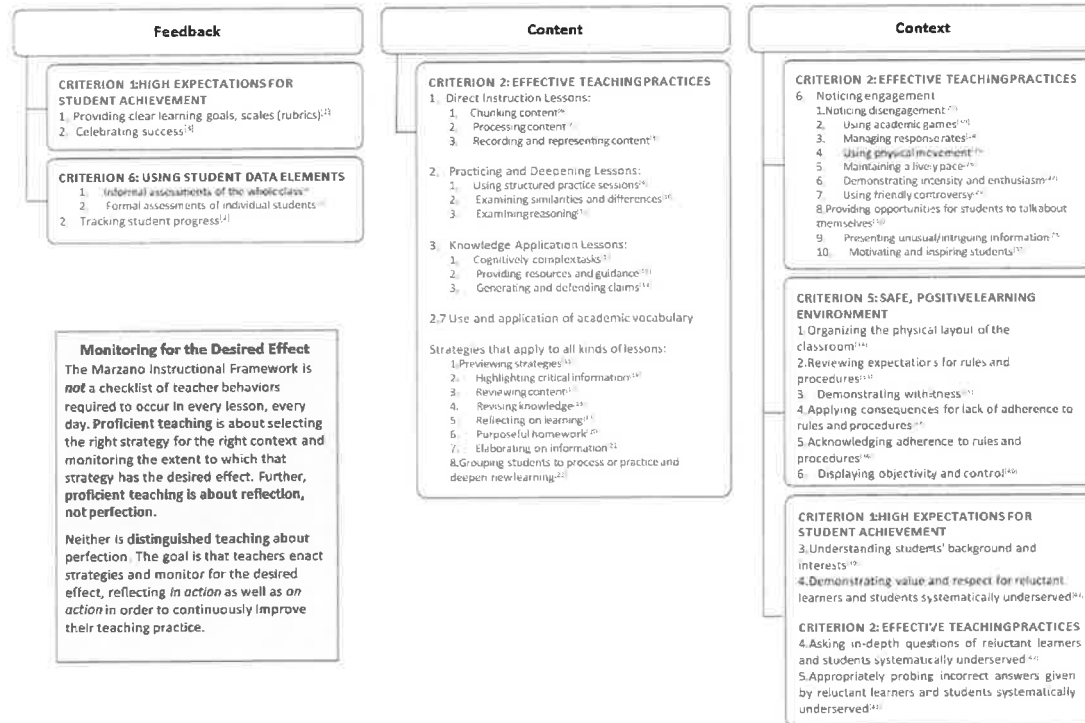 Feedback
CRITERION 1:HIGH EXPECTATIONS FOR
STUDENT ACHIEVEMENT
1. Providing clear learning goals, scales (rubrics)
2. Celebrating success
CRITERION 6: USING STUDENT DATA ELEMENTS
1. Informal assessments of the whole class
2. Formal assessments of individual students
2. Tracking student progress
Monitoring for the Desired Effect
The Marzano Instructional Framework is
not a checklist of teacher behaviors
required to occur in every lesson, every
day. Proficient teaching is about selecting
the right strategy for the right context and
monitoring the extent to which that
strategy has the desired effect. Further,
proficient teaching is about reflection,
not perfection.
Neither is distinguished teaching about
perfection. The goal is that teachers enact
strategies and monitor for the desired
effect, reflecting in action as well as on
action in order to continuously improve
their teaching practice.
Content
CRITERION 2: EFFECTIVE TEACHING PRACTICES
1. Direct Instruction Lessons:
1. Chunking content
2. Processing content
3. Recording and representing content
2. Practicing and Deepening Lessons:
1. Using structured practice sessions
2. Examining similarities and differences
3. Examining reasoning
3. Knowledge Application Lessons:
1. Cognitively complex tasks
2. Providing resources and guidance
3. Generating and defending claims
2.7 Use and application of academic vocabulary
Strategies that apply to all kinds of lessons:
1.Previewing strategies
2. Highlighting critical information
3. Reviewing content
4. Revising knowledge
5. Reflecting on learning
6. Purposeful homework
7. Elaborating on information
8.Grouping students to process or practice and
deepen new learning
Context
CRITERION 2: EFFECTIVE TEACHING PRACTICES
6. Noticing engagement
1.Noticing disengagement
2. Using academic games
3. Managing response rates
4 Using physical movement
5. Maintaining a lively pace
6. Demonstrating intensity and enthusiasm
7. Using friendly controversy
8.Providing opportunities for students to talk about
themselves
9. Presenting unusual/intriguing information
10. Motivating and inspiring students
CRITERION 5: SAFE, POSITIVE LEARNING
ENVIRONMENT
1.Organizing the physical layout of the
classroom
2.Reviewing expectations for rules and
procedures
3. Demonstrating withitness
4.Applying consequences for lack of adherence to
rules and procedures
5.Acknowledging adherence to rules and
procedures
6. Displaying objectivity and control
CRITERION 1:HIGH EXPECTATIONS FOR
STUDENT ACHIEVEMENT
3.Understanding students' background and
interests
4.Demonstrating value and respect for reluctant
learners and students systematically underserved
CRITERION 2: EFFECTIVE TEACHING PRACTICES
4.Asking in-depth questions of reluctant learners
and students systematically underserved
5.Appropriately probing incorrect answers given
by reluctant learners and students systematically
underserved